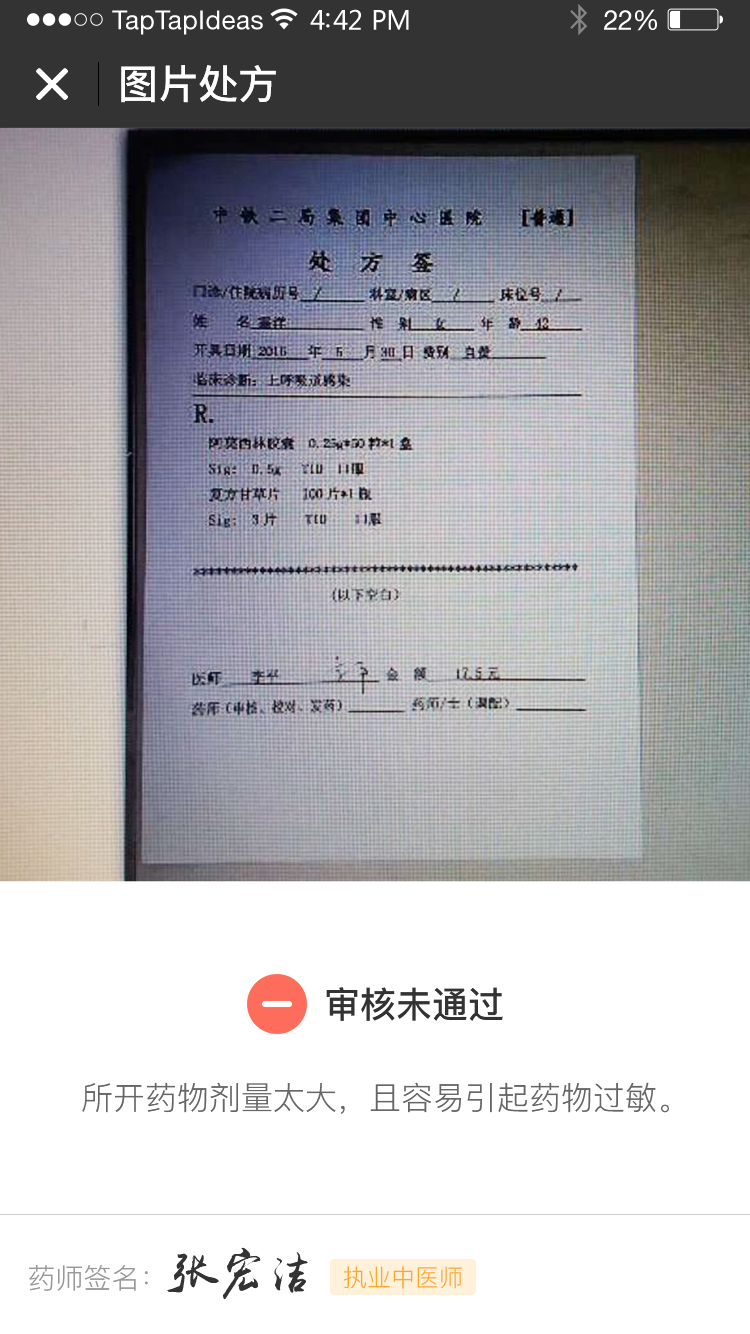 TapTapIdeas 4:42 PM 22%
图片处方
中铁二局集团中心医院 【普通】
处方签
门诊/住院病历号 / 科室/病区 / 床位号 /
姓 名 性 别 女 年 龄 42
开具日期 2015 年 6 月 30 日 费别 自费
临床诊断: 上呼吸道感染
R.
阿莫西林胶囊 0.25g*50粒*1盒
Sig: 0.5g TID 口服
复方甘草片 100片*1瓶
Sig: 3片 TID 口服
(以下空白)
医师 李平 金 额 17.5元
药师(审核、校对、发药) 药师/士(调配)
审核未通过
所开药物剂量太大，且容易引起药物过敏。
药师签名: 张宏洁 执业中医师